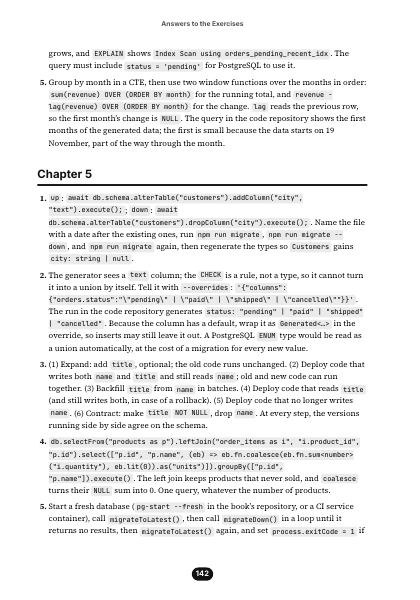 Answers to the Exercises
grows, and EXPLAIN shows Index Scan using orders_pending_recent_idx. The
query must include status = 'pending' for PostgreSQL to use it.
5. Group by month in a CTE, then use two window functions over the months in order:
sum(revenue) OVER (ORDER BY month) for the running total, and revenue -
lag(revenue) OVER (ORDER BY month) for the change. lag reads the previous row,
so the first month's change is NULL. The query in the code repository shows the first
months of the generated data; the first is small because the data starts on 19
November, part of the way through the month.
Chapter 5
1. up: await db.schema.alterTable("customers").addColumn("city",
"text").execute();; down: await
db.schema.alterTable("customers").dropColumn("city").execute();. Name the file
with a date after the existing ones, run npm run migrate, npm run migrate --
down, and npm run migrate again, then regenerate the types so Customers gains
city: string | null.
2. The generator sees a text column; the CHECK is a rule, not a type, so it cannot turn
it into a union by itself. Tell it with --overrides: '{"columns":
{"orders.status":"\"pending\" | \"paid\" | \"shipped\" | \"cancelled\""}}'.
The run in the code repository generates status: "pending" | "paid" | "shipped"
| "cancelled". Because the column has a default, wrap it as Generated<…> in the
override, so inserts may still leave it out. A PostgreSQL ENUM type would be read as
a union automatically, at the cost of a migration for every new value.
3. (1) Expand: add title, optional; the old code runs unchanged. (2) Deploy code that
writes both name and title and still reads name; old and new code can run
together. (3) Backfill title from name in batches. (4) Deploy code that reads title
(and still writes both, in case of a rollback). (5) Deploy code that no longer writes
name. (6) Contract: make title NOT NULL, drop name. At every step, the versions
running side by side agree on the schema.
4. db.selectFrom("products as p").leftJoin("order_items as i", "i.product_id",
"p.id").select(["p.id", "p.name", (eb) => eb.fn.coalesce(eb.fn.sum<number>
("i.quantity"), eb.lit(0)).as("units")]).groupBy(["p.id",
"p.name"]).execute(). The left join keeps products that never sold, and coalesce
turns their NULL sum into 0. One query, whatever the number of products.
5. Start a fresh database (pg-start --fresh in the book's repository, or a CI service
container), call migrateToLatest(), then call migrateDown() in a loop until it
returns no results, then migrateToLatest() again, and set process.exitCode = 1 if
142